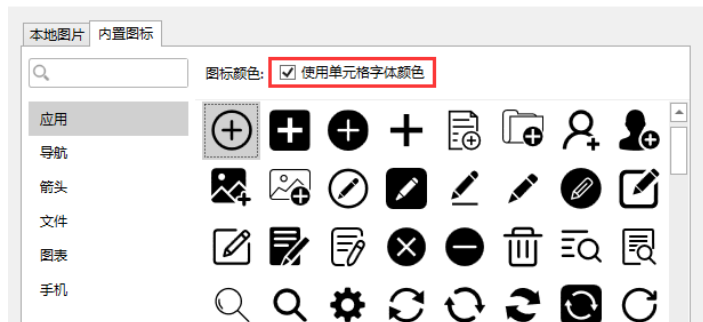 本地图片 内置图标
图标颜色: 使用单元格字体颜色
应用
导航
箭头
文件
图表
手机